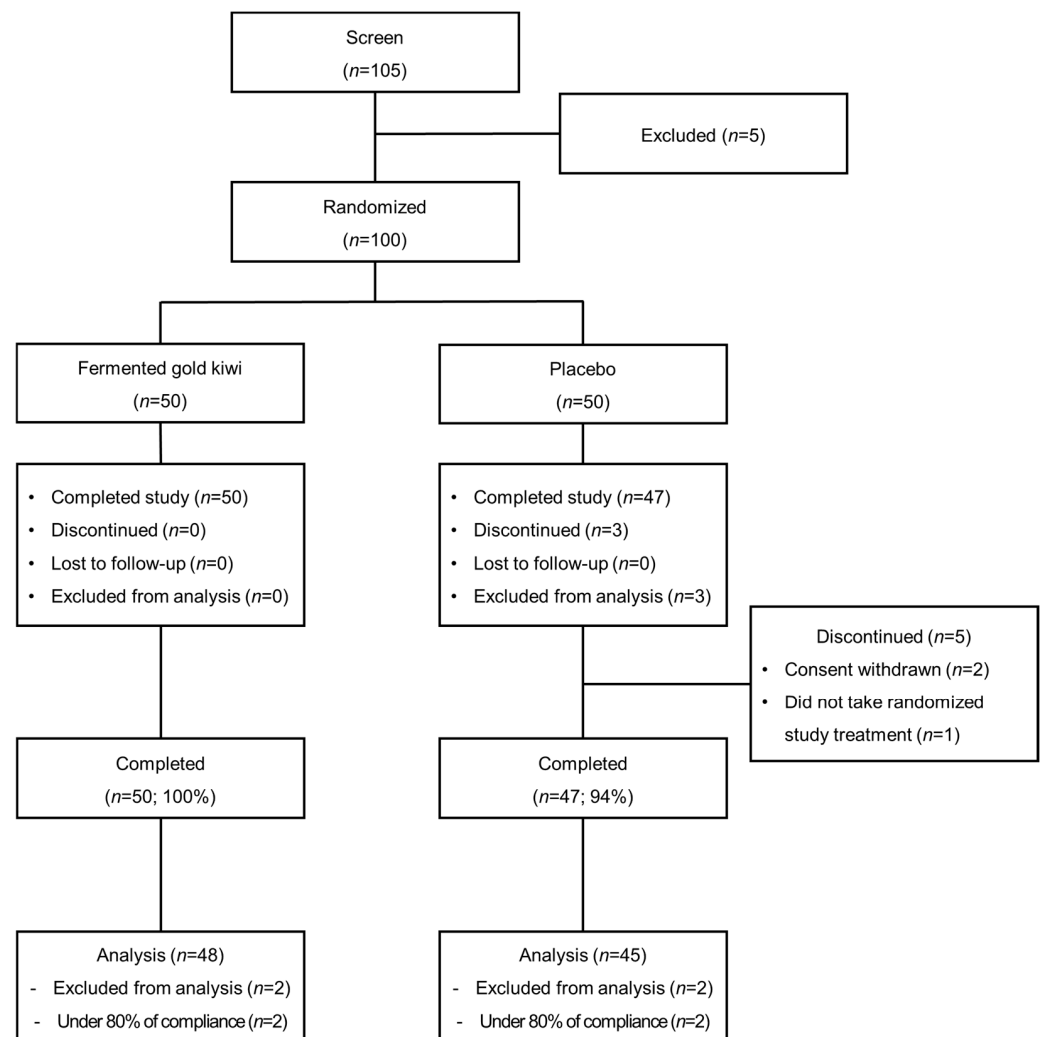 Screen
(n=105)
Excluded (n=5)
Randomized
(n=100)
Fermented gold kiwi
(n=50)
Placebo
(n=50)
• Completed study (n=50)
• Discontinued (n=0)
• Lost to follow-up (n=0)
• Excluded from analysis (n=0)
• Completed study (n=47)
• Discontinued (n=3)
• Lost to follow-up (n=0)
• Excluded from analysis (n=3)
Discontinued (n=5)
• Consent withdrawn (n=2)
• Did not take randomized
study treatment (n=1)
Completed
(n=50; 100%)
Completed
(n=47; 94%)
Analysis (n=48)
- Excluded from analysis (n=2)
- Under 80% of compliance (n=2)
Analysis (n=45)
- Excluded from analysis (n=2)
- Under 80% of compliance (n=2)